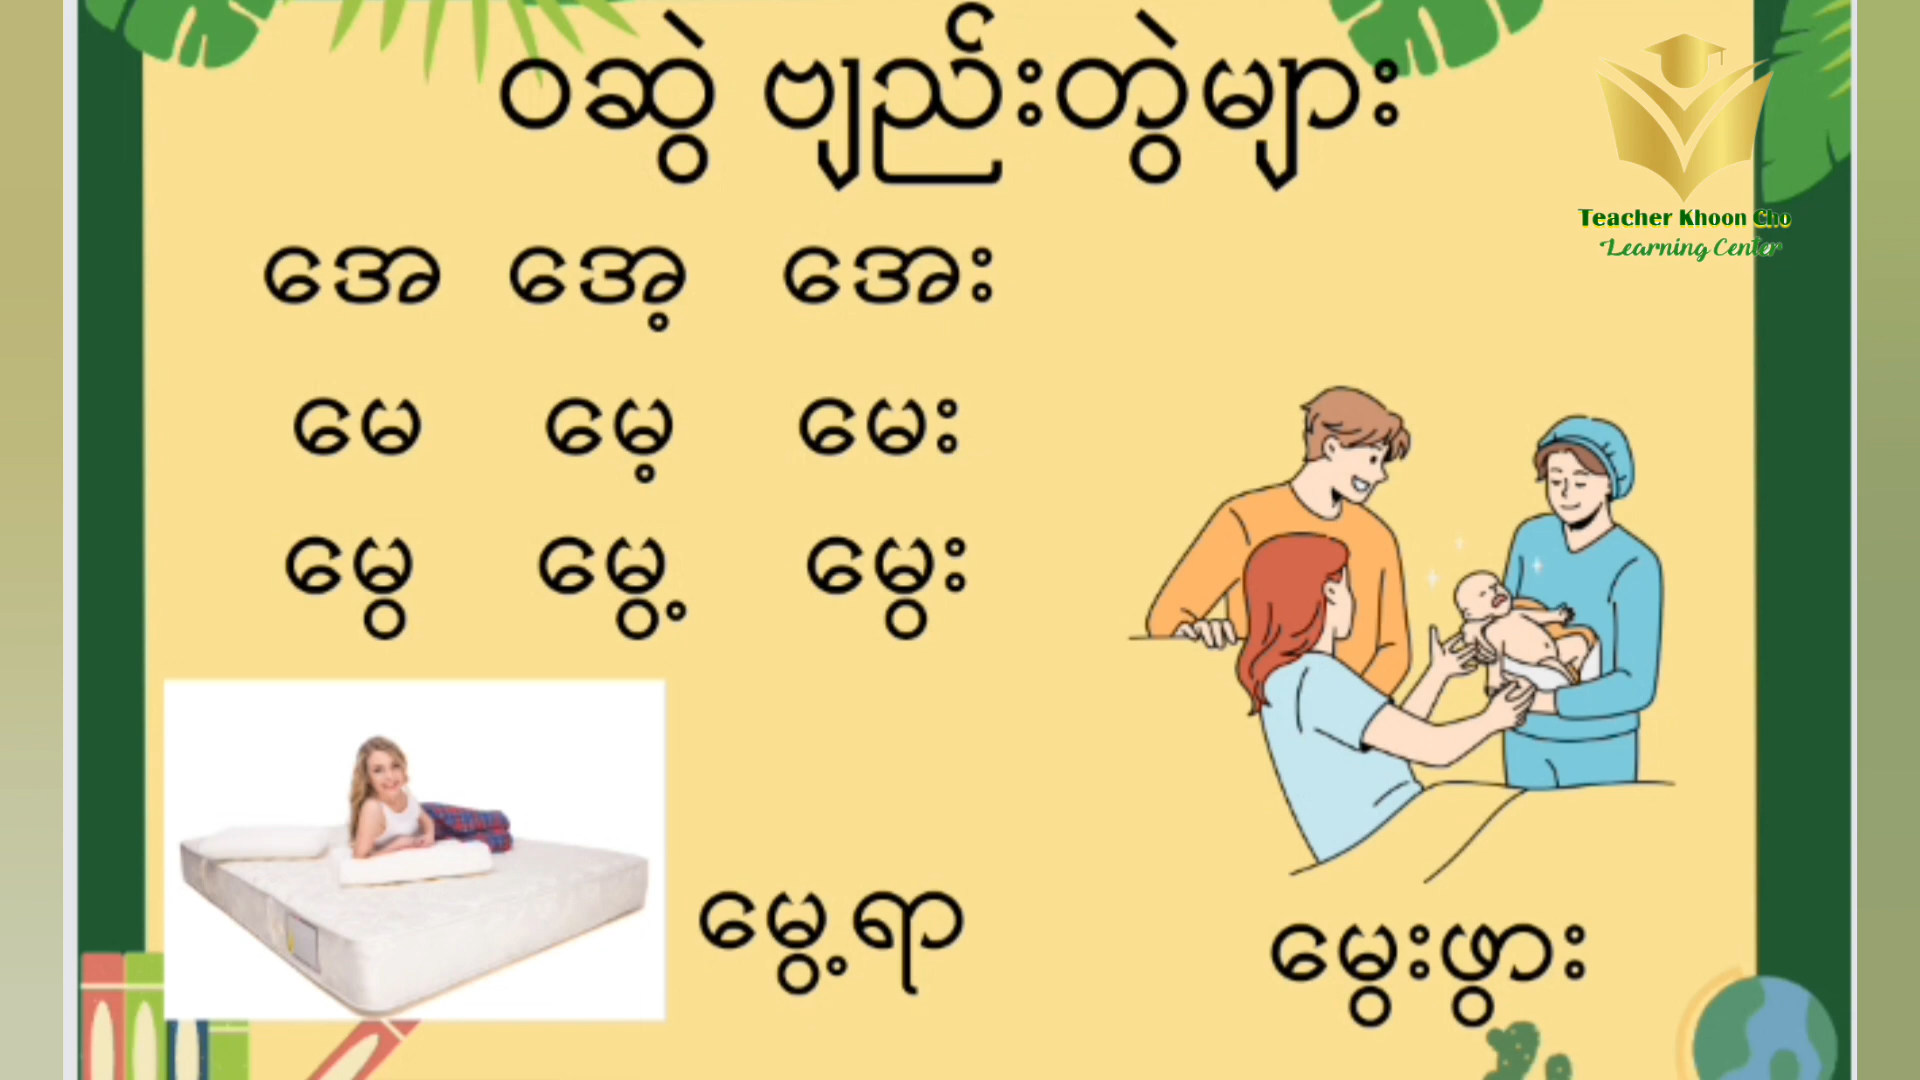 ဝဆွဲ ဗျည်းတွဲများ
Teacher Khoon Cho
Learning Center
အေ အေ့ အေး
မေ မေ့ မေး
မွေ မွေ့ မွေး
မွေ့ရာ
မွေးဖွား